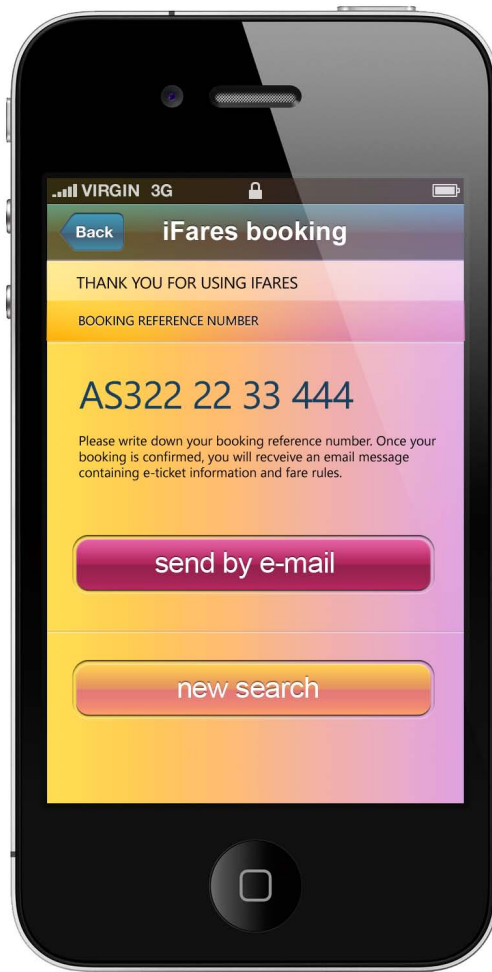 VIRGIN 3G
Back
iFares booking
THANK YOU FOR USING IFARES
BOOKING REFERENCE NUMBER
AS322 22 33 444
Please write down your booking reference number. Once your
booking is confirmed, you will recveive an email message
containing e-ticket information and fare rules.
send by e-mail
new search